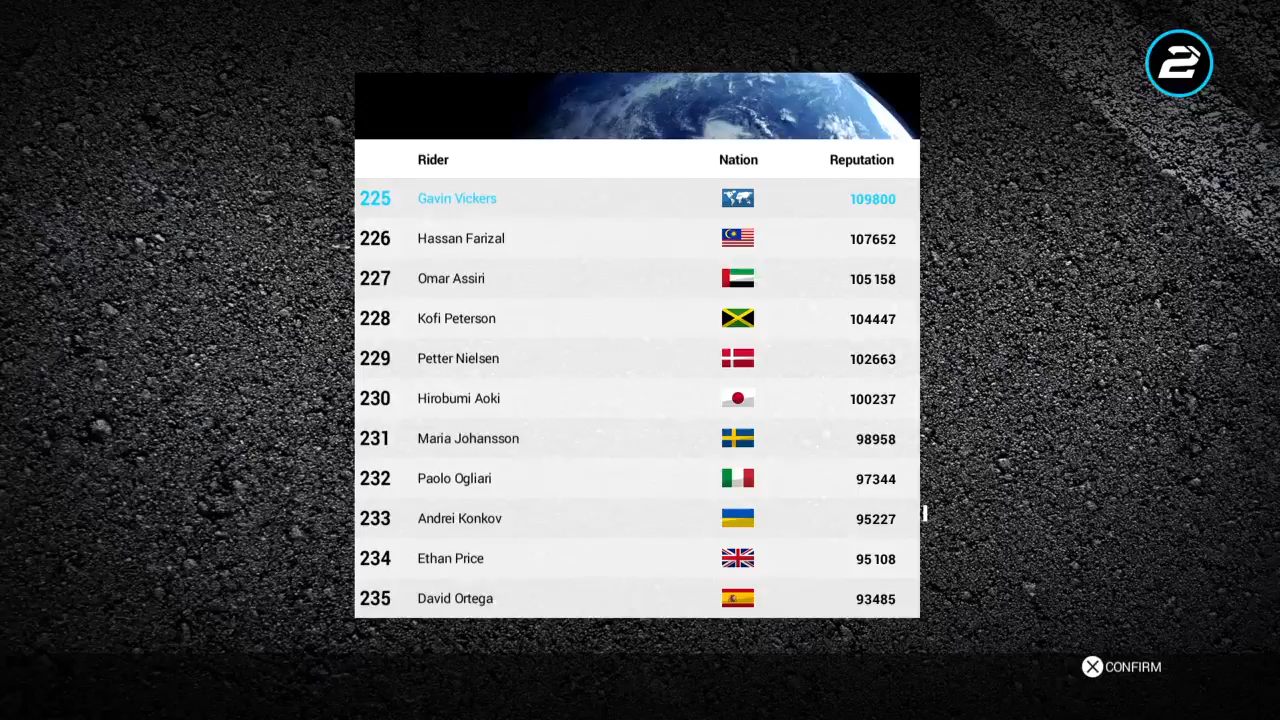 2
Rider Nation Reputation
225 Gavin Vickers 109800
226 Hassan Farizal 107652
227 Omar Assiri 105158
228 Kofi Peterson 104447
229 Petter Nielsen 102663
230 Hirobumi Aoki 100237
231 Maria Johansson 98958
232 Paolo Ogliari 97344
233 Andrei Konkov 95227
234 Ethan Price 95108
235 David Ortega 93485
CONFIRM